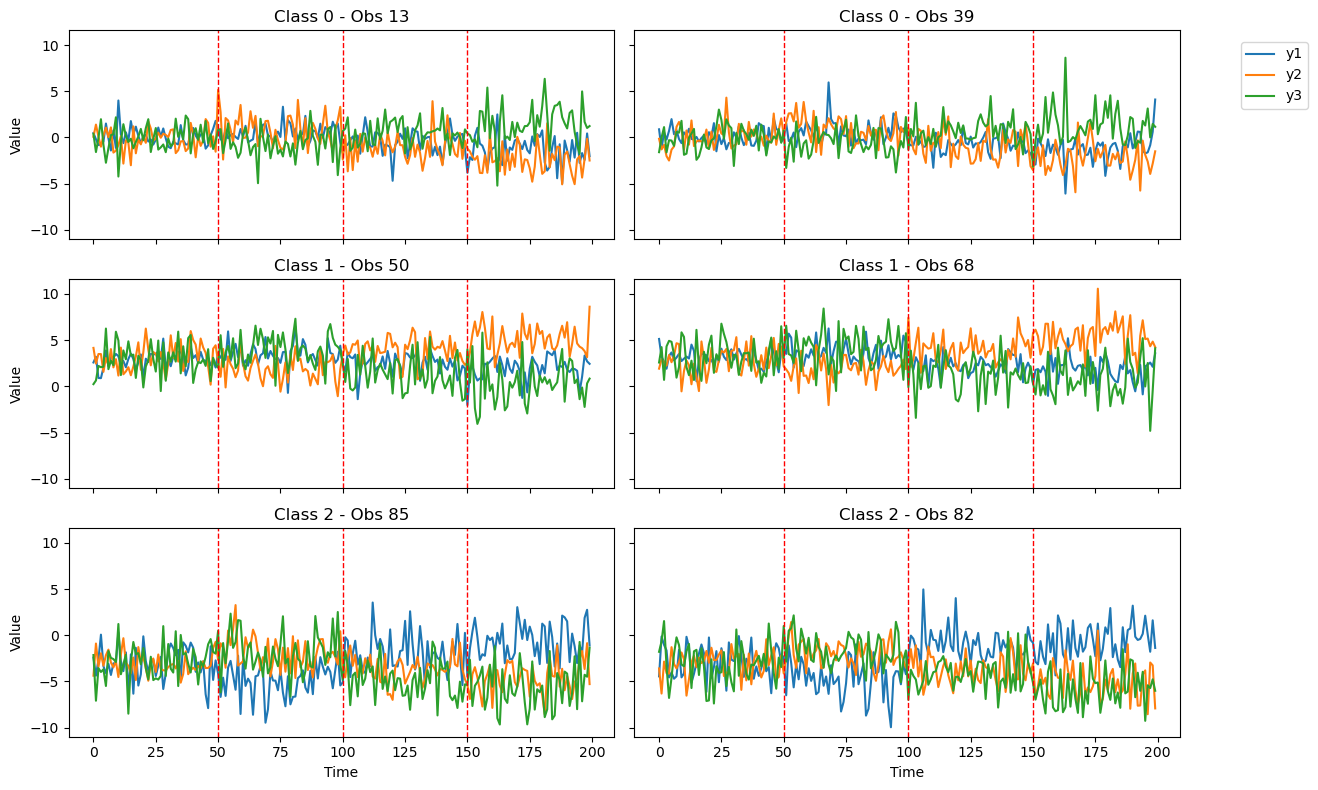 Class 0 - Obs 13
Class 0 - Obs 39
10
5
0
−5
−10
Value
y1
y2
y3
Class 1 - Obs 50
Class 1 - Obs 68
10
5
0
−5
−10
Value
Class 2 - Obs 85
Class 2 - Obs 82
10
5
0
−5
−10
Value
0 25 50 75 100 125 150 175 200
0 25 50 75 100 125 150 175 200
Time
Time